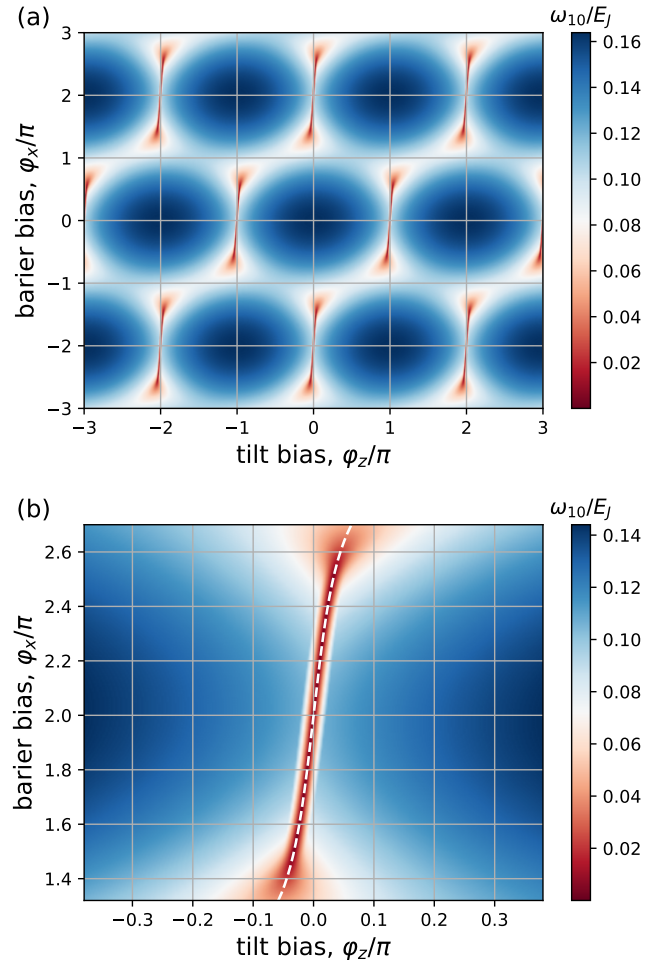 (a)
ω₁₀/E_J
barier bias, φₓ/π
3
2
1
0
−1
−2
−3
−3 −2 −1 0 1 2 3
tilt bias, φ_z/π
0.16
0.14
0.12
0.10
0.08
0.06
0.04
0.02
(b)
ω₁₀/E_J
barier bias, φₓ/π
2.6
2.4
2.2
2.0
1.8
1.6
1.4
−0.3 −0.2 −0.1 0.0 0.1 0.2 0.3
tilt bias, φ_z/π
0.14
0.12
0.10
0.08
0.06
0.04
0.02